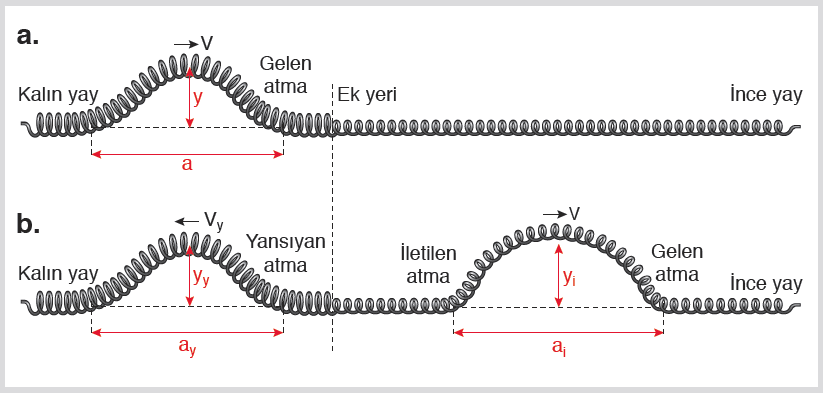 a.
V
Kalın yay
Gelen
atma
y
Ek yeri
İnce yay
a
b.
Vy
Kalın yay
Yansıyan
atma
yy
ay
V
İletilen
atma
yi
Gelen
atma
İnce yay
ai